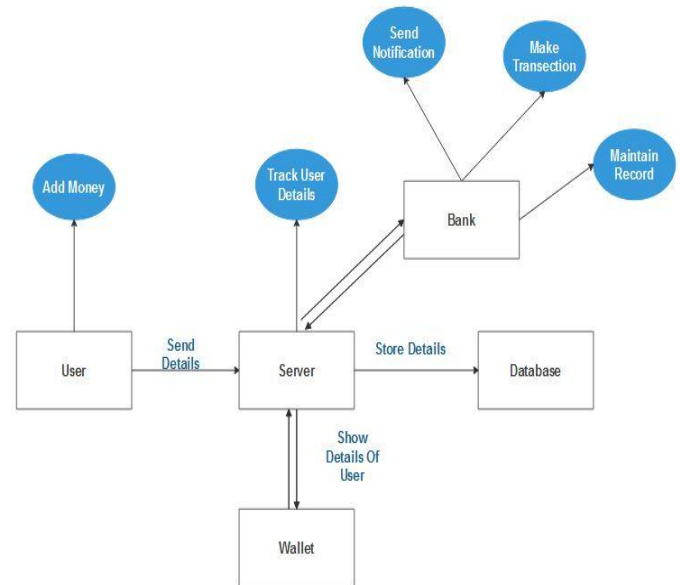 Send
Notification
Make
Transection
Maintain
Record
Add Money
Track User
Details
Bank
User
Send
Details
Server
Store Details
Database
Show
Details Of
User
Wallet